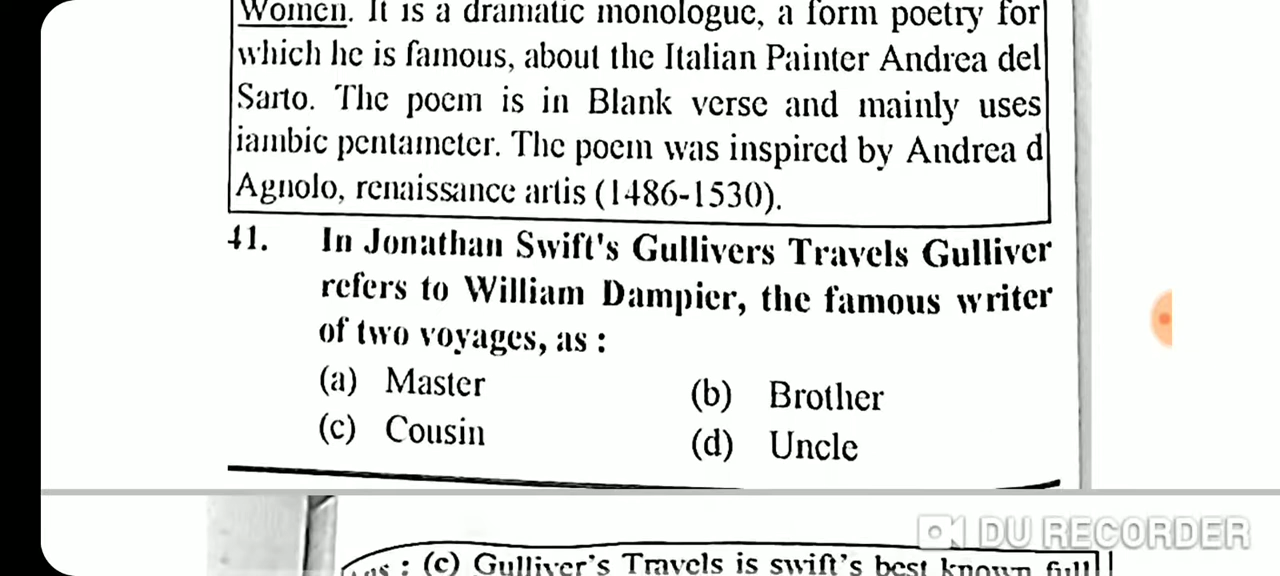 Women. It is a dramatic monologue, a form poetry for
which he is famous, about the Italian Painter Andrea del
Sarto. The poem is in Blank verse and mainly uses
iambic pentameter. The poem was inspired by Andrea d
Agnolo, renaissance artis (1486-1530).
41. In Jonathan Swift's Gullivers Travels Gulliver
refers to William Dampier, the famous writer
of two voyages, as :
(a) Master (b) Brother
(c) Cousin (d) Uncle
DU RECORDER
: (c) Gulliver's Travels is swift's best known full